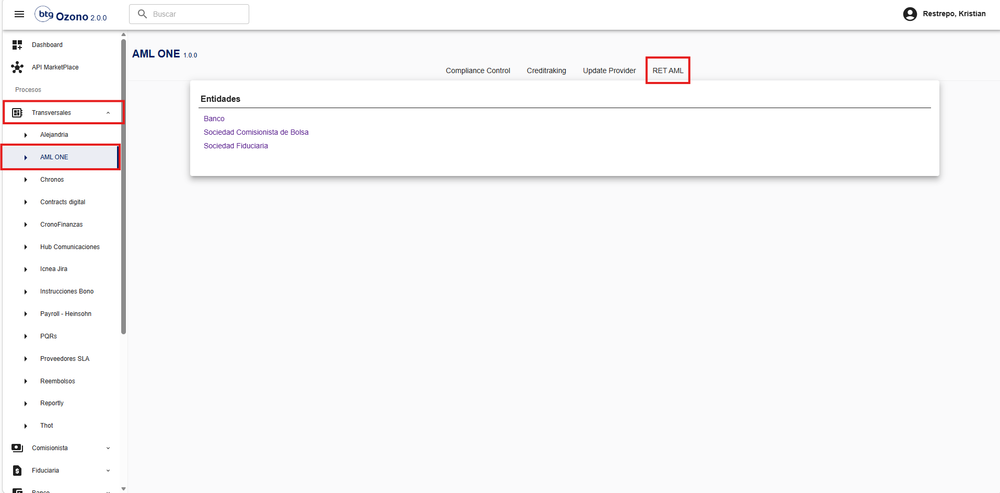 btg Ozono 2.0.0
Buscar
Restrepo, Kristian
Dashboard
API MarketPlace
Procesos
Transversales
Alejandria
AML ONE
Chronos
Contracts digital
CronoFinanzas
Hub Comunicaciones
Icnea Jira
Instrucciones Bono
Payroll - Heinsohn
PQRs
Proveedores SLA
Reembolsos
Reportly
Thot
Comisionista
Fiduciaria
Banco
AML ONE 1.0.0
Compliance Control Creditraking Update Provider RET AML
Entidades
Banco
Sociedad Comisionista de Bolsa
Sociedad Fiduciaria